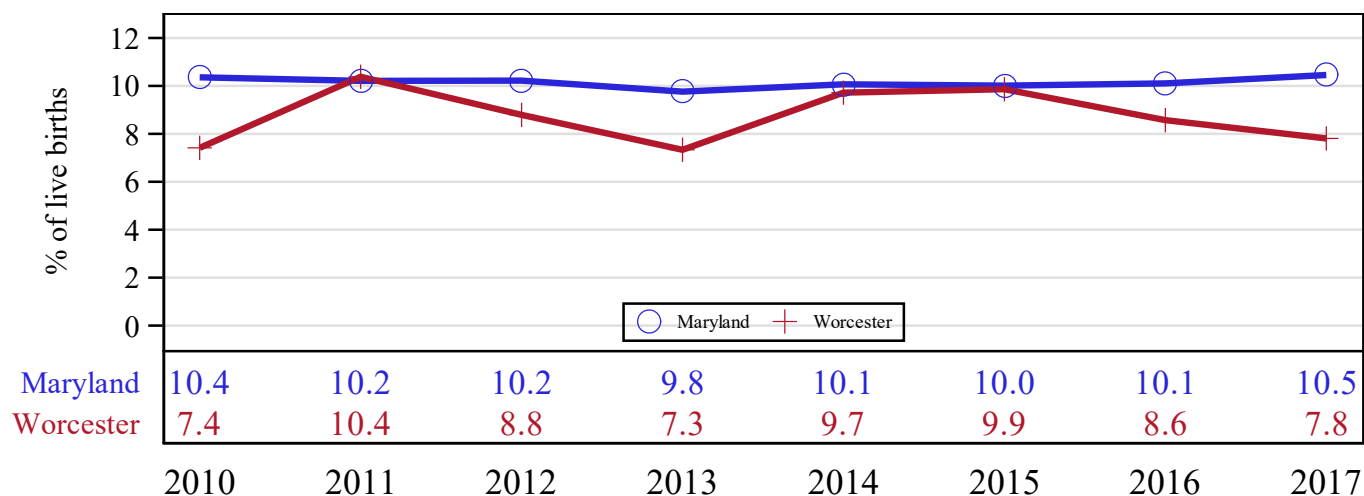 % of live births
12
10
8
6
4
2
0
Maryland Worcester
Maryland 10.4 10.2 10.2 9.8 10.1 10.0 10.1 10.5
Worcester 7.4 10.4 8.8 7.3 9.7 9.9 8.6 7.8
2010 2011 2012 2013 2014 2015 2016 2017